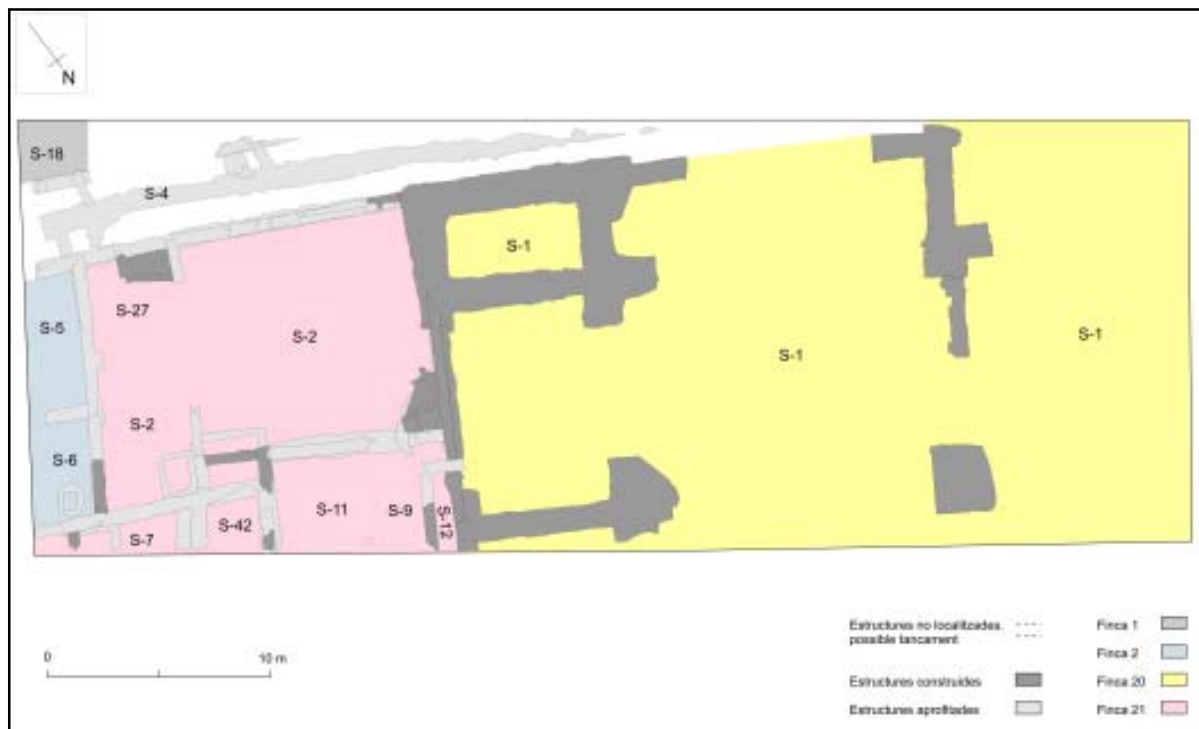 N
S-18
S-4
S-1
S-27
S-5
S-2
S-1
S-1
S-2
S-6
S-11
S-9
S-12
S-42
S-7
0
10 m
Estructures no localitzades.
possible tancament
Estructures construïdes
Estructures aprofitades
Finca 1
Finca 2
Finca 20
Finca 21